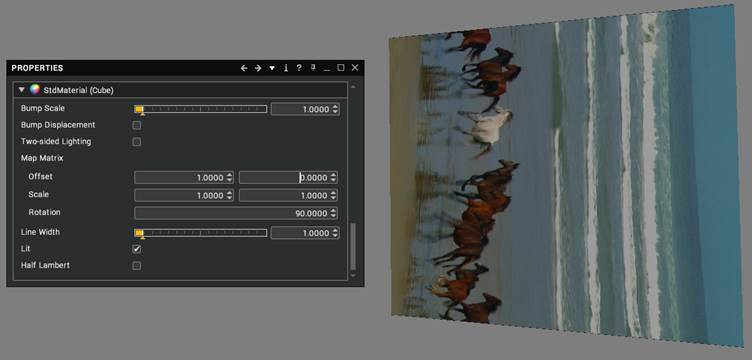 PROPERTIES
StdMaterial (Cube)
Bump Scale 1.0000
Bump Displacement
Two-sided Lighting
Map Matrix
Offset 1.0000 0.0000
Scale 1.0000 1.0000
Rotation 90.0000
Line Width 1.0000
Lit
Half Lambert